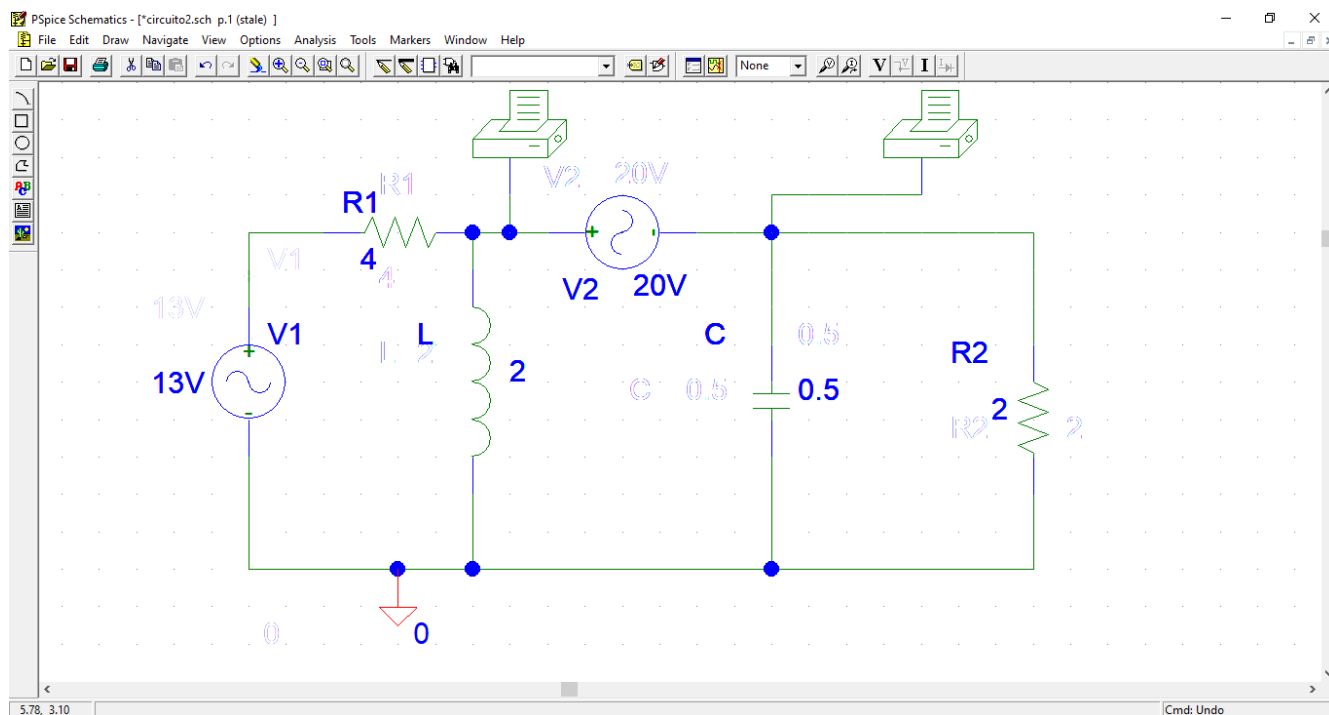 PSpice Schematics - [*circuito2.sch p.1 (stale) ]
File Edit Draw Navigate View Options Analysis Tools Markers Window Help
None
V V I I
ABC
R1
V2 20V
R1
4
V1
4
V2 20V
13V
V1
L
C
0.5
L 2
R2
2
13V
C 0.5
0.5
2
R2 2
0
0
5.78, 3.10
Cmd: Undo